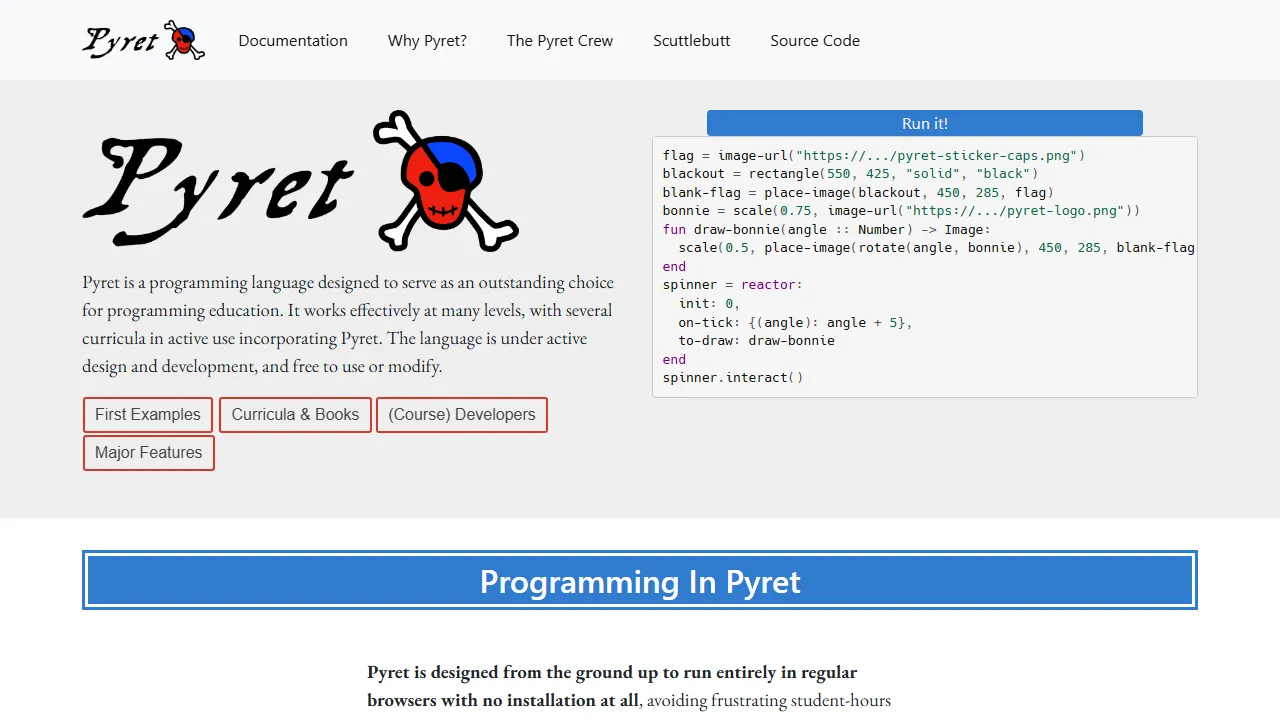 Pyret
Documentation
Why Pyret?
The Pyret Crew
Scuttlebutt
Source Code
Pyret
Pyret is a programming language designed to serve as an outstanding choice
for programming education. It works effectively at many levels, with several
curricula in active use incorporating Pyret. The language is under active
design and development, and free to use or modify.
First Examples
Curricula & Books
(Course) Developers
Major Features
Run it!
flag = image-url("https://.../pyret-sticker-caps.png")
blackout = rectangle(550, 425, "solid", "black")
blank-flag = place-image(blackout, 450, 285, flag)
bonnie = scale(0.75, image-url("https://.../pyret-logo.png"))
fun draw-bonnie(angle :: Number) -> Image:
  scale(0.5, place-image(rotate(angle, bonnie), 450, 285, blank-flag
end
spinner = reactor:
  init: 0,
  on-tick: {(angle): angle + 5},
  to-draw: draw-bonnie
end
spinner.interact()
Programming In Pyret
Pyret is designed from the ground up to run entirely in regular
browsers with no installation at all, avoiding frustrating student-hours